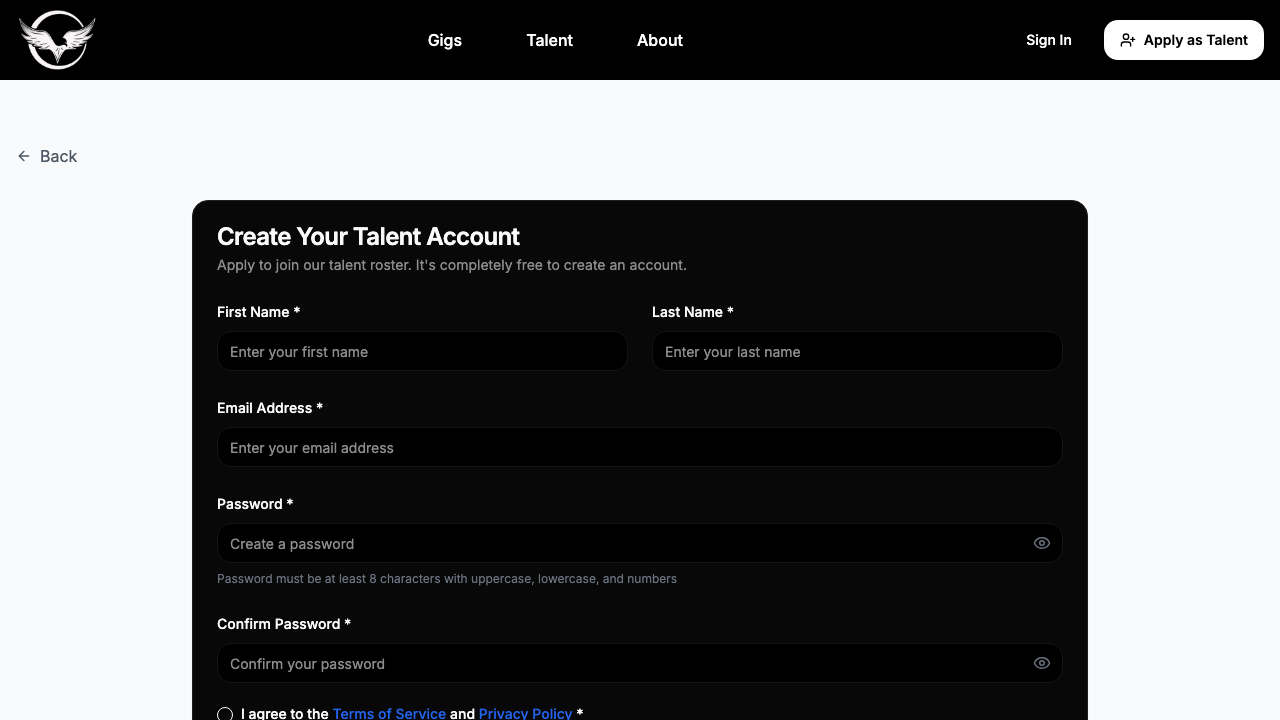 Gigs
Talent
About
Sign In
Apply as Talent
Back
Create Your Talent Account
Apply to join our talent roster. It's completely free to create an account.
First Name *
Last Name *
Enter your first name
Enter your last name
Email Address *
Enter your email address
Password *
Create a password
Password must be at least 8 characters with uppercase, lowercase, and numbers
Confirm Password *
Confirm your password
I agree to the Terms of Service and Privacy Policy *